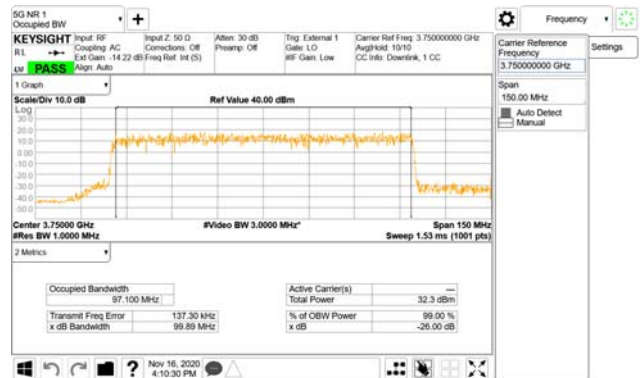 5G NR 1
Occupied BW
+
Frequency
KEYSIGHT
RL
PASS
Input: RF
Coupling: AC
Ext Gain: -14.22 dB
Align: Auto
Input Z: 50 Ω
Corrections: Off
Freq Ref: Int (S)
Atten: 30 dB
Preamp: Off
Trig: External 1
Gate: LO
#IF Gain: Low
Carrier Ref Freq: 3.750000000 GHz
Avg|Hold: 10/10
CC Info: Downlink, 1 CC
Carrier Reference
Frequency
3.750000000 GHz
Settings
Span
150.00 MHz
Auto Detect
Manual
1 Graph
Scale/Div 10.0 dB
Ref Value 40.00 dBm
Log
30.0
20.0
10.0
0.00
-10.0
-20.0
-30.0
-40.0
-50.0
Center 3.75000 GHz
#Res BW 1.0000 MHz
#Video BW 3.0000 MHz*
Span 150 MHz
Sweep 1.53 ms (1001 pts)
2 Metrics
Occupied Bandwidth
97.100 MHz
Active Carrier(s) ---
Total Power 32.3 dBm
Transmit Freq Error 137.30 kHz
x dB Bandwidth 99.89 MHz
% of OBW Power 99.00 %
x dB -26.00 dB
?
Nov 16, 2020
4:10:30 PM